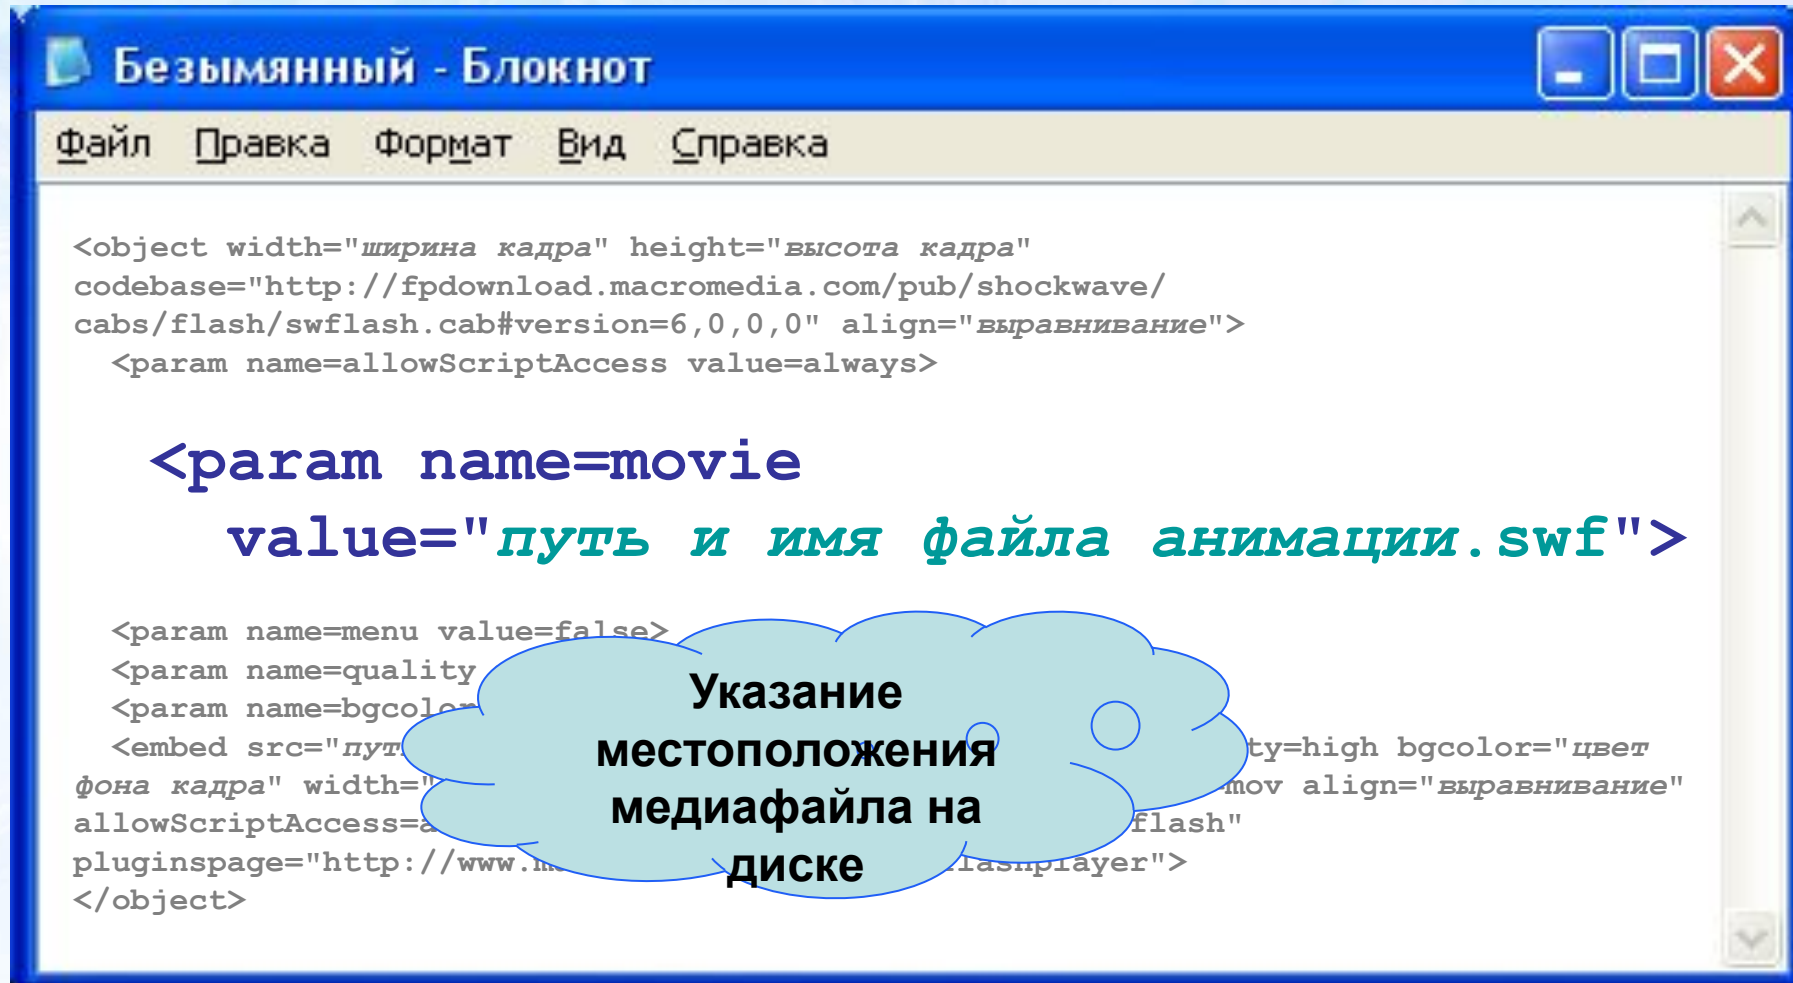 Безымянный - Блокнот
Файл Правка Формат Вид Справка
<object width="ширина кадра" height="высота кадра"
codebase="http://fpdownload.macromedia.com/pub/shockwave/
cabs/flash/swflash.cab#version=6,0,0,0" align="выравнивание">
<param name=allowScriptAccess value=always>
<param name=movie
value="путь и имя файла анимации.swf">
<param name=menu value=false>
<param name=quality
<param name=bgcolor
<embed src="пут ty=high bgcolor="цвет
фона кадра" width=" mov align="выравнивание"
allowScriptAccess=a flash"
pluginspage="http://www.m flashplayer">
</object>
Указание
местоположения
медиафайла на
диске